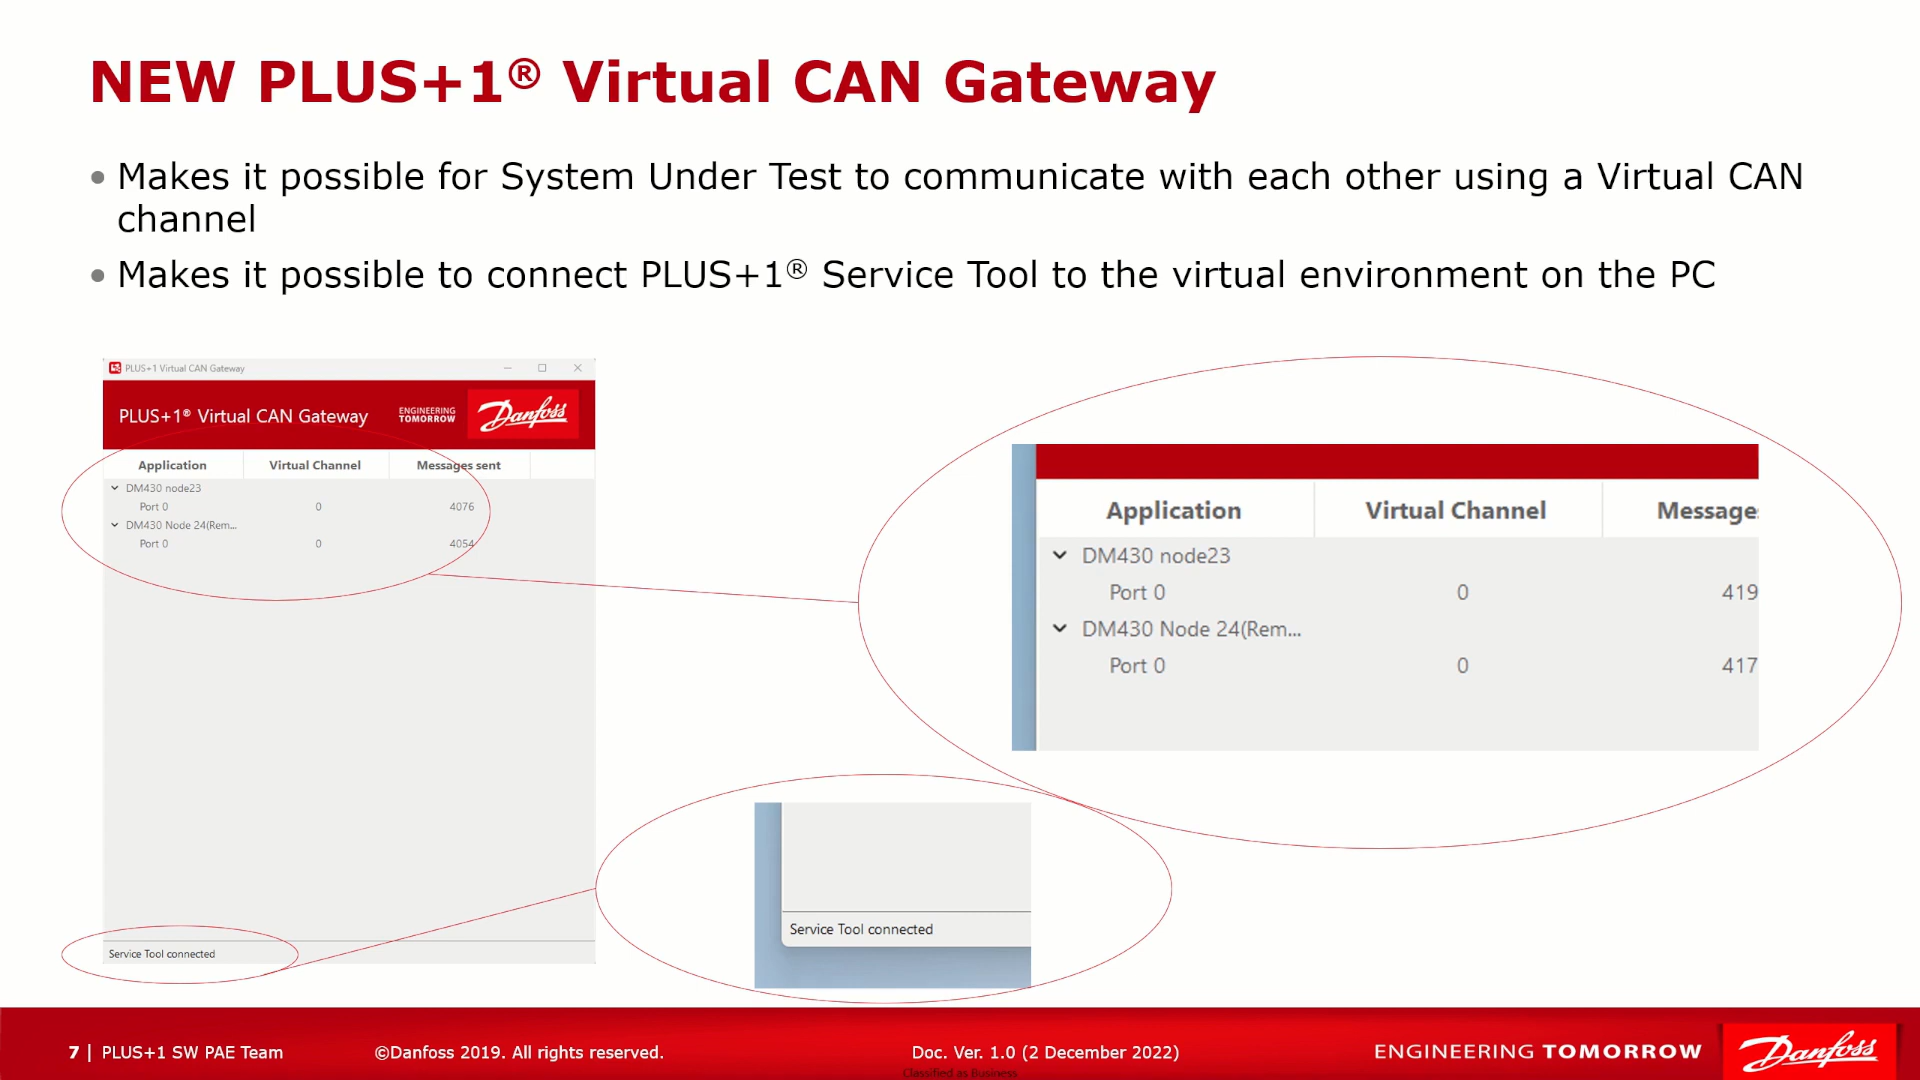 NEW PLUS+1® Virtual CAN Gateway
• Makes it possible for System Under Test to communicate with each other using a Virtual CAN
channel
• Makes it possible to connect PLUS+1® Service Tool to the virtual environment on the PC
PLUS+1 Virtual CAN Gateway
PLUS+1® Virtual CAN Gateway
ENGINEERING
TOMORROW
Danfoss
Application Virtual Channel Messages sent
DM430 node23
Port 0 0 4076
DM430 Node 24(Rem...
Port 0 0 4054
Service Tool connected
Application Virtual Channel Message
DM430 node23
Port 0 0 419
DM430 Node 24(Rem...
Port 0 0 417
Service Tool connected
7 | PLUS+1 SW PAE Team ©Danfoss 2019. All rights reserved. Doc. Ver. 1.0 (2 December 2022) ENGINEERING TOMORROW Danfoss
Classified as Business